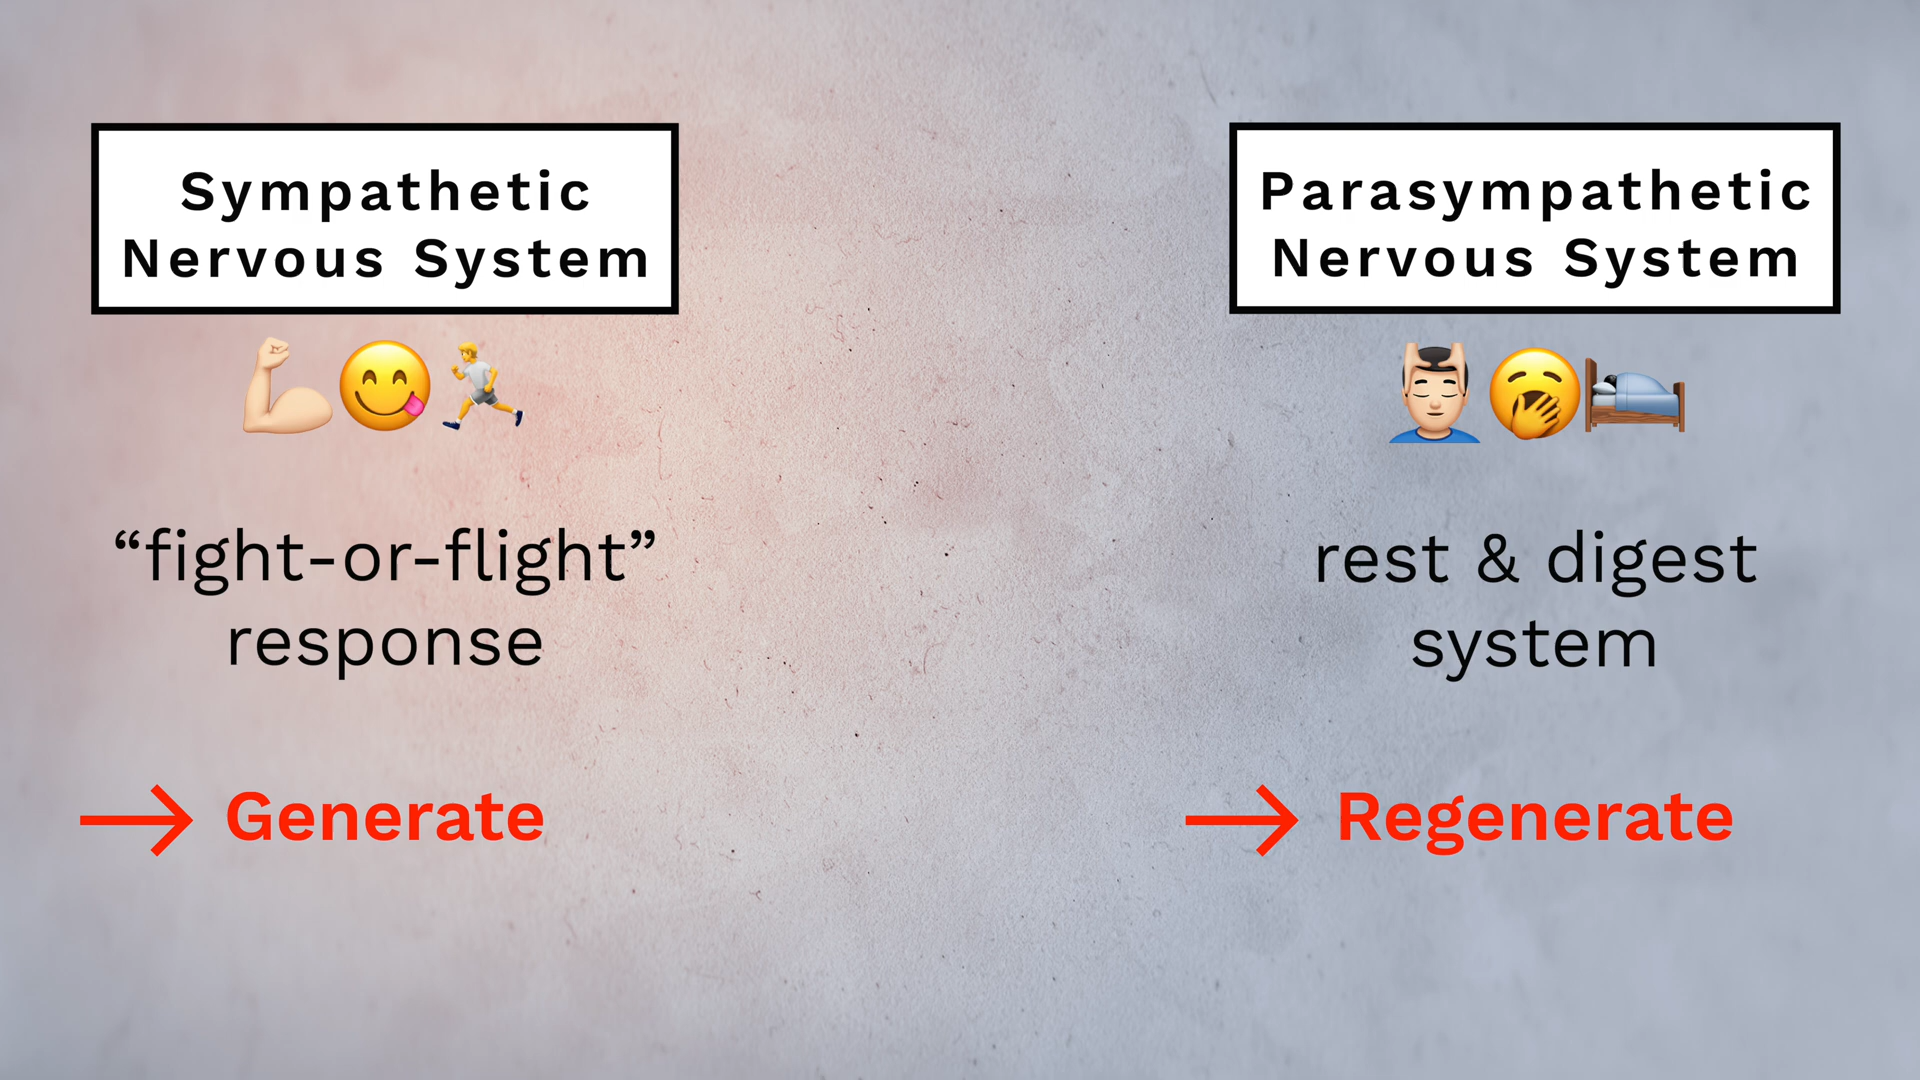 Sympathetic
Nervous System
“fight-or-flight”
response
→ Generate
Parasympathetic
Nervous System
rest & digest
system
→ Regenerate